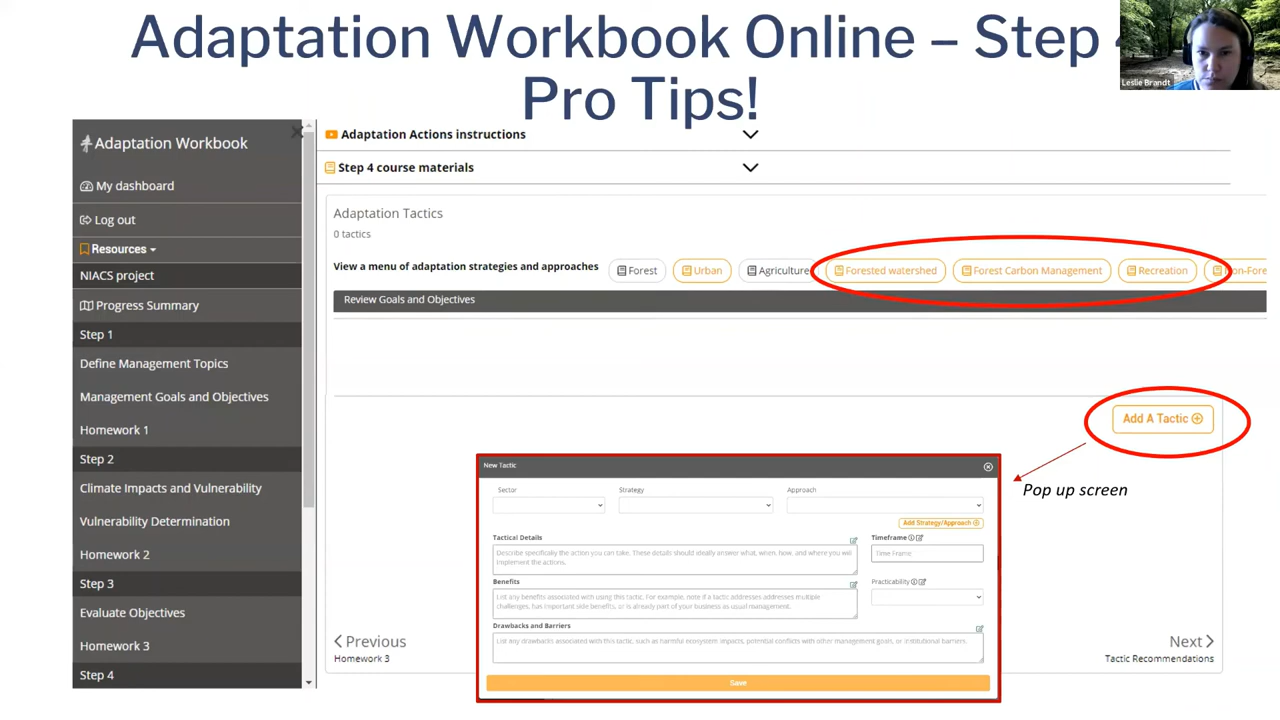 Adaptation Workbook Online – Step 4
Pro Tips!
Leslie Brandt
Adaptation Workbook
My dashboard
Log out
Resources
NIACS project
Progress Summary
Step 1
Define Management Topics
Management Goals and Objectives
Homework 1
Step 2
Climate Impacts and Vulnerability
Vulnerability Determination
Homework 2
Step 3
Evaluate Objectives
Homework 3
Step 4
Adaptation Actions instructions
Step 4 course materials
Adaptation Tactics
0 tactics
View a menu of adaptation strategies and approaches Forest Urban Agriculture Forested watershed Forest Carbon Management Recreation
Review Goals and Objectives
Add A Tactic
Pop up screen
New Tactic
Sector Strategy Approach
Add Strategy/Approach
Tactical Details Timeframe
Describe specifically the action you can take. These details should ideally answer what, when, how, and where you will Time Frame
implement the actions.
Benefits Practicability
List any benefits associated with using this tactic. For example, note if a tactic addresses addresses multiple
challenges, has important side benefits, or is already part of your business as usual management.
Drawbacks and Barriers
List any drawbacks associated with this tactic, such as harmful ecosystem impacts, potential conflicts with other management goals, or institutional barriers.
Save
Previous
Homework 3
Next
Tactic Recommendations